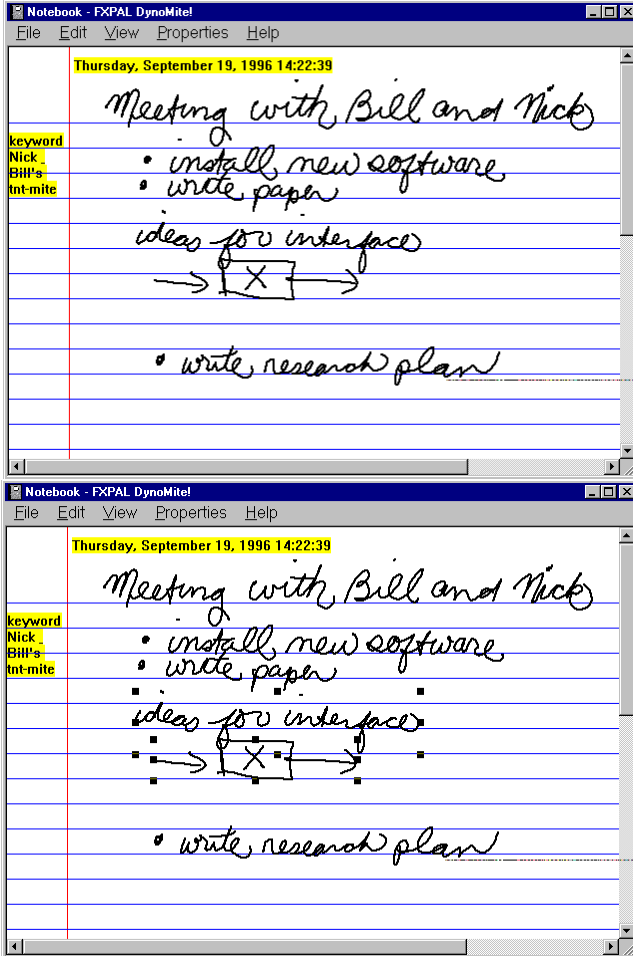 Notebook - FXPAL DynoMite!
File Edit View Properties Help
Thursday, September 19, 1996 14:22:39
Meeting with Bill and Nick
keyword
Nick
Bill's
tnt-mite
• install new software
• write paper
ideas for interface
X
• write research plan
Notebook - FXPAL DynoMite!
File Edit View Properties Help
Thursday, September 19, 1996 14:22:39
Meeting with Bill and Nick
keyword
Nick
Bill's
tnt-mite
• install new software
• write paper
ideas for interface
X
• write research plan